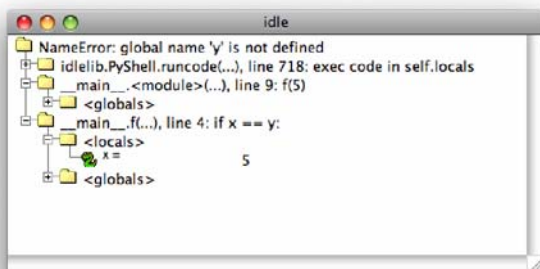 idle
NameError: global name 'y' is not defined
idlelib.PyShell.runcode(...), line 718: exec code in self.locals
__main__.<module>(...), line 9: f(5)
<globals>
__main__.f(...), line 4: if x == y:
<locals>
x = 5
<globals>